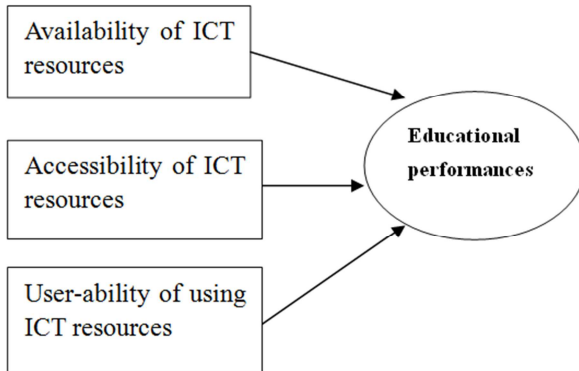 Availability of ICT
resources
Educational
performances
Accessibility of ICT
resources
User-ability of using
ICT resources